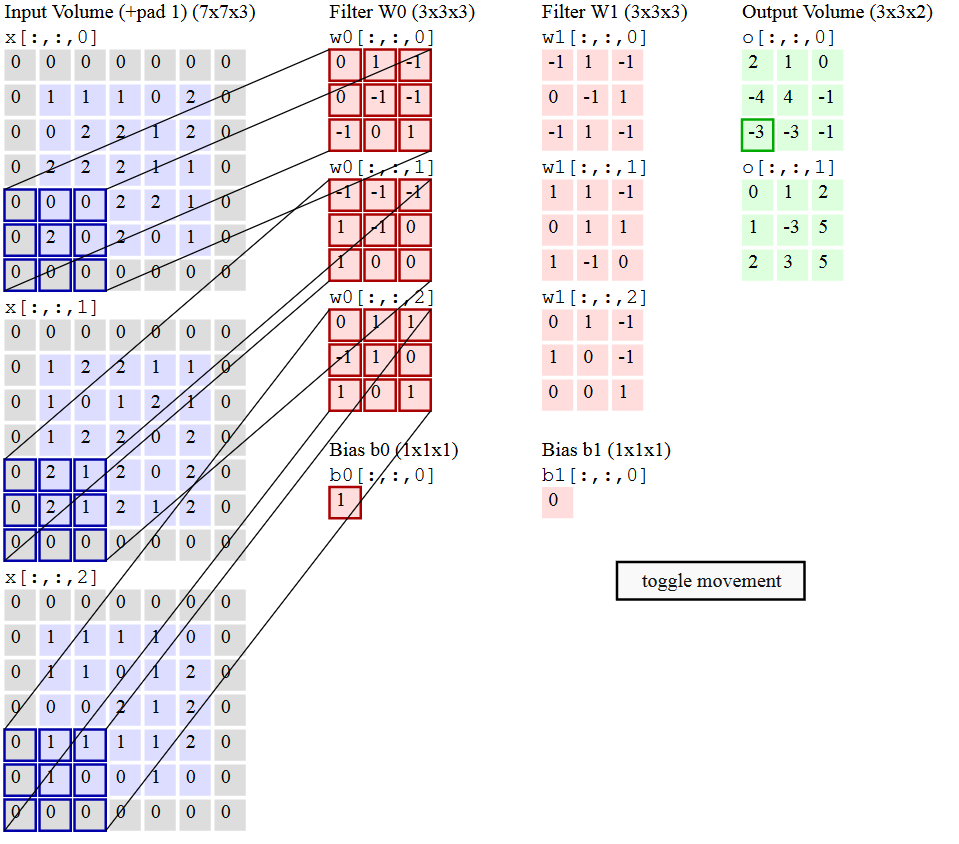 Input Volume (+pad 1) (7x7x3)
x[:,:,0]
0 0 0 0 0 0 0
0 1 1 1 0 2 0
0 0 2 2 1 2 0
0 2 2 2 1 1 0
0 0 0 2 2 1 0
0 2 0 2 0 1 0
0 0 0 0 0 0 0
x[:,:,1]
0 0 0 0 0 0 0
0 1 2 2 1 1 0
0 1 0 1 2 1 0
0 1 2 2 0 2 0
0 2 1 2 0 2 0
0 2 1 2 1 2 0
0 0 0 0 0 0 0
x[:,:,2]
0 0 0 0 0 0 0
0 1 1 1 1 0 0
0 1 1 0 1 2 0
0 0 0 2 1 2 0
0 1 1 1 1 2 0
0 1 0 0 1 0 0
0 0 0 0 0 0 0
Filter W0 (3x3x3)
w0[:,:,0]
0 1 -1
0 -1 -1
-1 0 1
w0[:,:,1]
-1 -1 -1
1 -1 0
1 0 0
w0[:,:,2]
0 1 1
-1 1 0
1 0 1
Bias b0 (1x1x1)
b0[:,:,0]
1
Filter W1 (3x3x3)
w1[:,:,0]
-1 1 -1
0 -1 1
-1 1 -1
w1[:,:,1]
1 1 -1
0 1 1
1 -1 0
w1[:,:,2]
0 1 -1
1 0 -1
0 0 1
Bias b1 (1x1x1)
b1[:,:,0]
0
Output Volume (3x3x2)
o[:,:,0]
2 1 0
-4 4 -1
-3 -3 -1
o[:,:,1]
0 1 2
1 -3 5
2 3 5
toggle movement